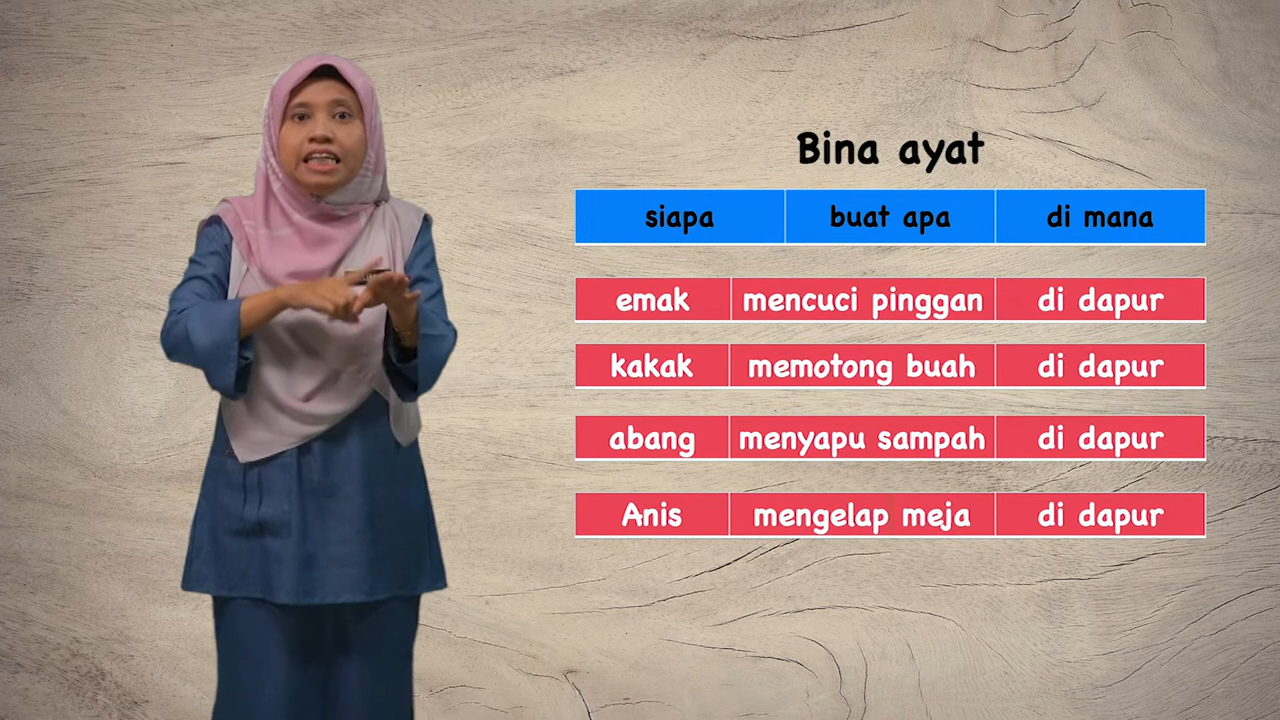 Bina ayat
siapa buat apa di mana
emak mencuci pinggan di dapur
kakak memotong buah di dapur
abang menyapu sampah di dapur
Anis mengelap meja di dapur